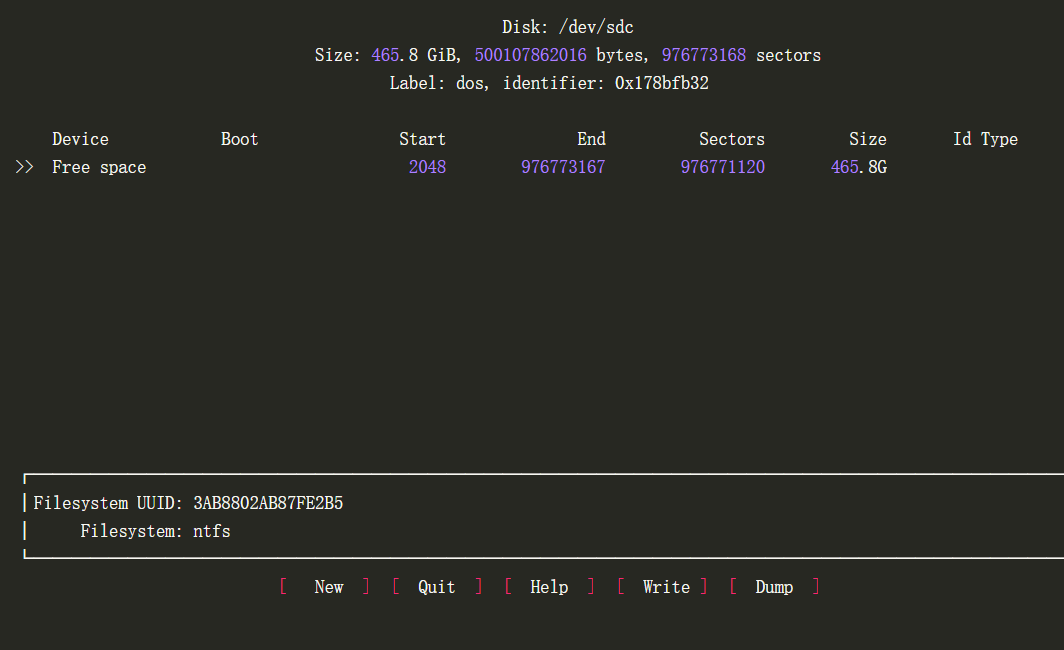 Disk: /dev/sdc
Size: 465.8 GiB, 500107862016 bytes, 976773168 sectors
Label: dos, identifier: 0x178bfb32
Device Boot Start End Sectors Size Id Type
>> Free space 2048 976773167 976771120 465.8G
Filesystem UUID: 3AB8802AB87FE2B5
Filesystem: ntfs
[ New ] [ Quit ] [ Help ] [ Write ] [ Dump ]